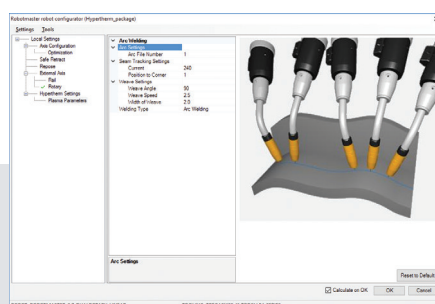 Robotmaster robot configurator (Hypertherm_package)
Settings Tools
Local Settings
Axis Configuration
Optimization
Safe Retract
Repose
External Axis
Rail
Rotary
Hypertherm Settings
Plasma Parameters
Arc Welding
Arc Settings
Arc File Number 1
Seam Tracking Settings
Current 240
Position to Corner 1
Weave Settings
Weave Angle 90
Weave Speed 2.5
Width of Weave 2.0
Welding Type Arc Welding
Arc Settings
Reset to Default
Calculate on OK OK Cancel